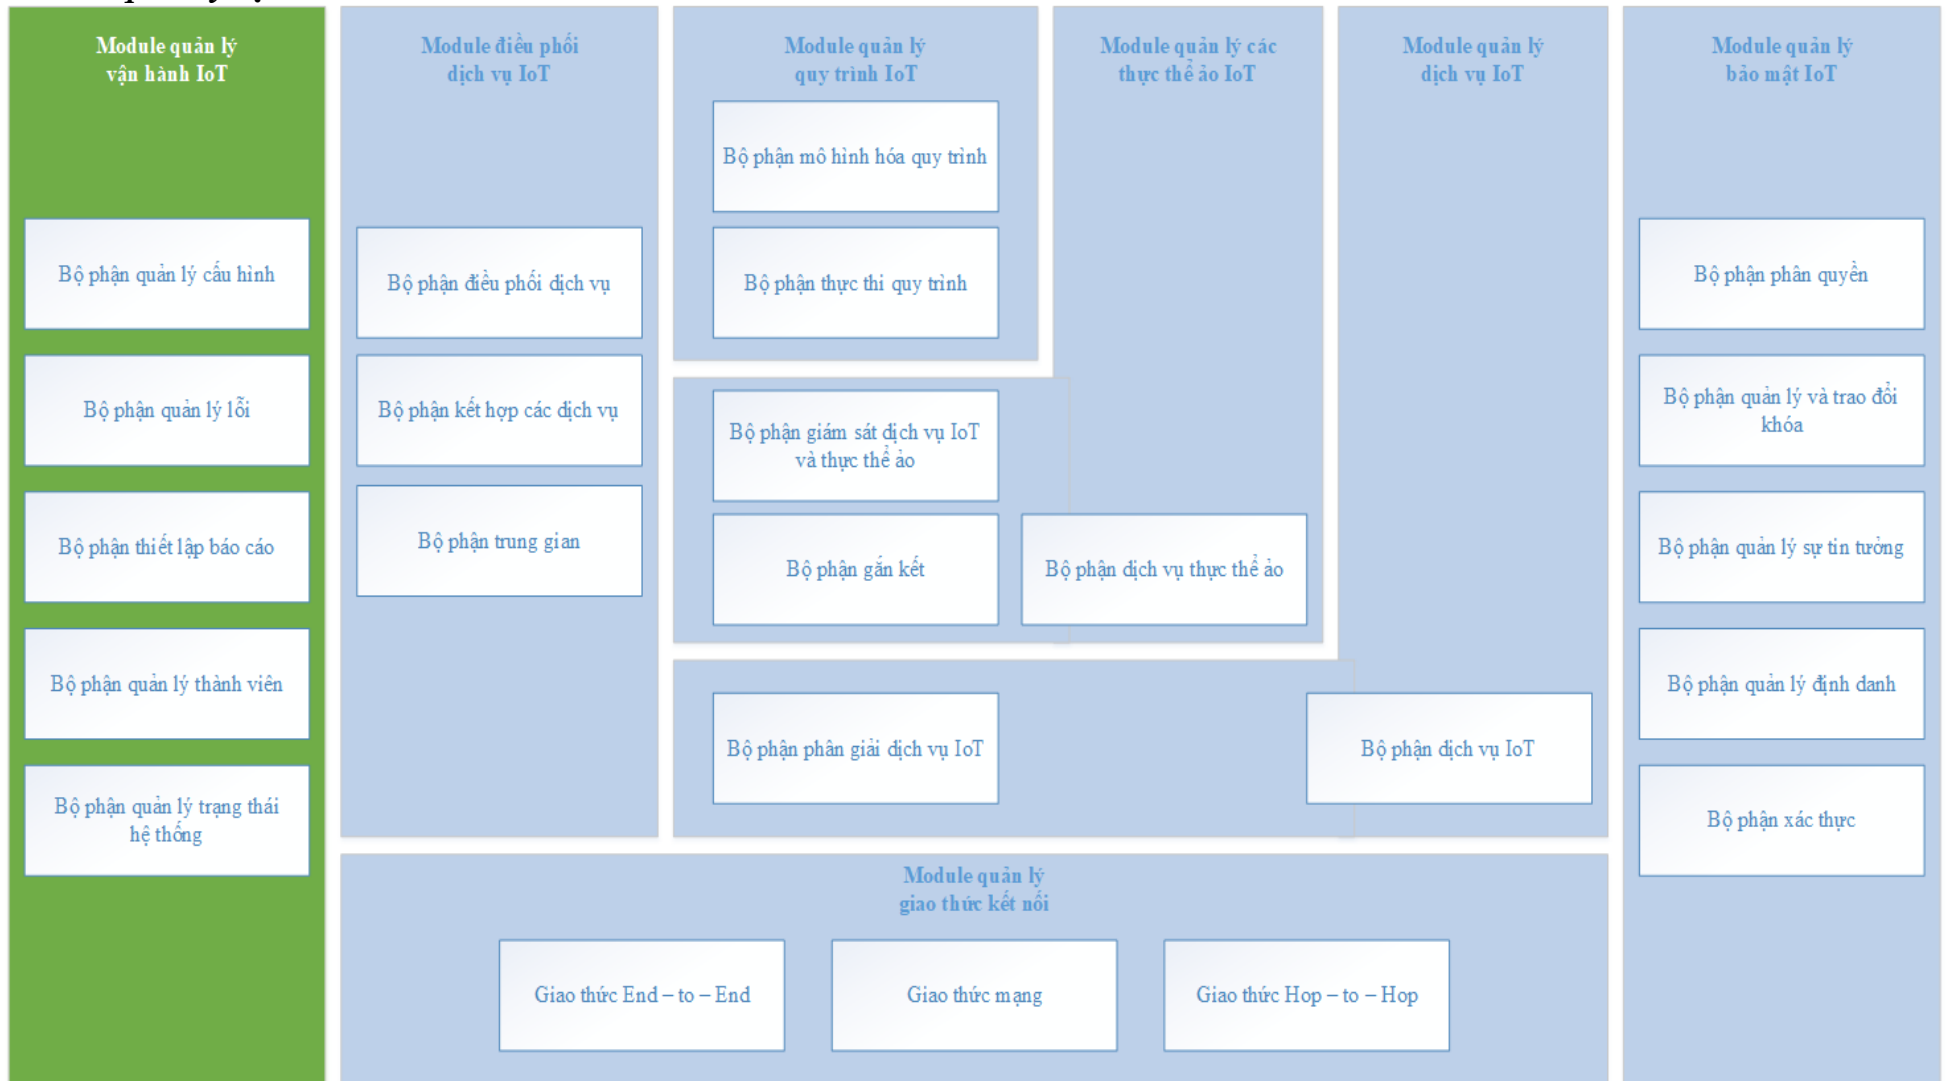 Module quản lý
vận hành IoT
Bộ phận quản lý cấu hình
Bộ phận quản lý lỗi
Bộ phận thiết lập báo cáo
Bộ phận quản lý thành viên
Bộ phận quản lý trạng thái
hệ thống
Module điều phối
dịch vụ IoT
Bộ phận điều phối dịch vụ
Bộ phận kết hợp các dịch vụ
Bộ phận trung gian
Module quản lý
quy trình IoT
Bộ phận mô hình hóa quy trình
Bộ phận thực thi quy trình
Module quản lý các
thực thể ảo IoT
Bộ phận giám sát dịch vụ IoT
và thực thể ảo
Bộ phận gắn kết
Bộ phận dịch vụ thực thể ảo
Module quản lý
dịch vụ IoT
Bộ phận phân giải dịch vụ IoT
Bộ phận dịch vụ IoT
Module quản lý
bảo mật IoT
Bộ phận phân quyền
Bộ phận quản lý và trao đổi
khóa
Bộ phận quản lý sự tin tưởng
Bộ phận quản lý định danh
Bộ phận xác thực
Module quản lý
giao thức kết nối
Giao thức End – to – End
Giao thức mạng
Giao thức Hop – to – Hop